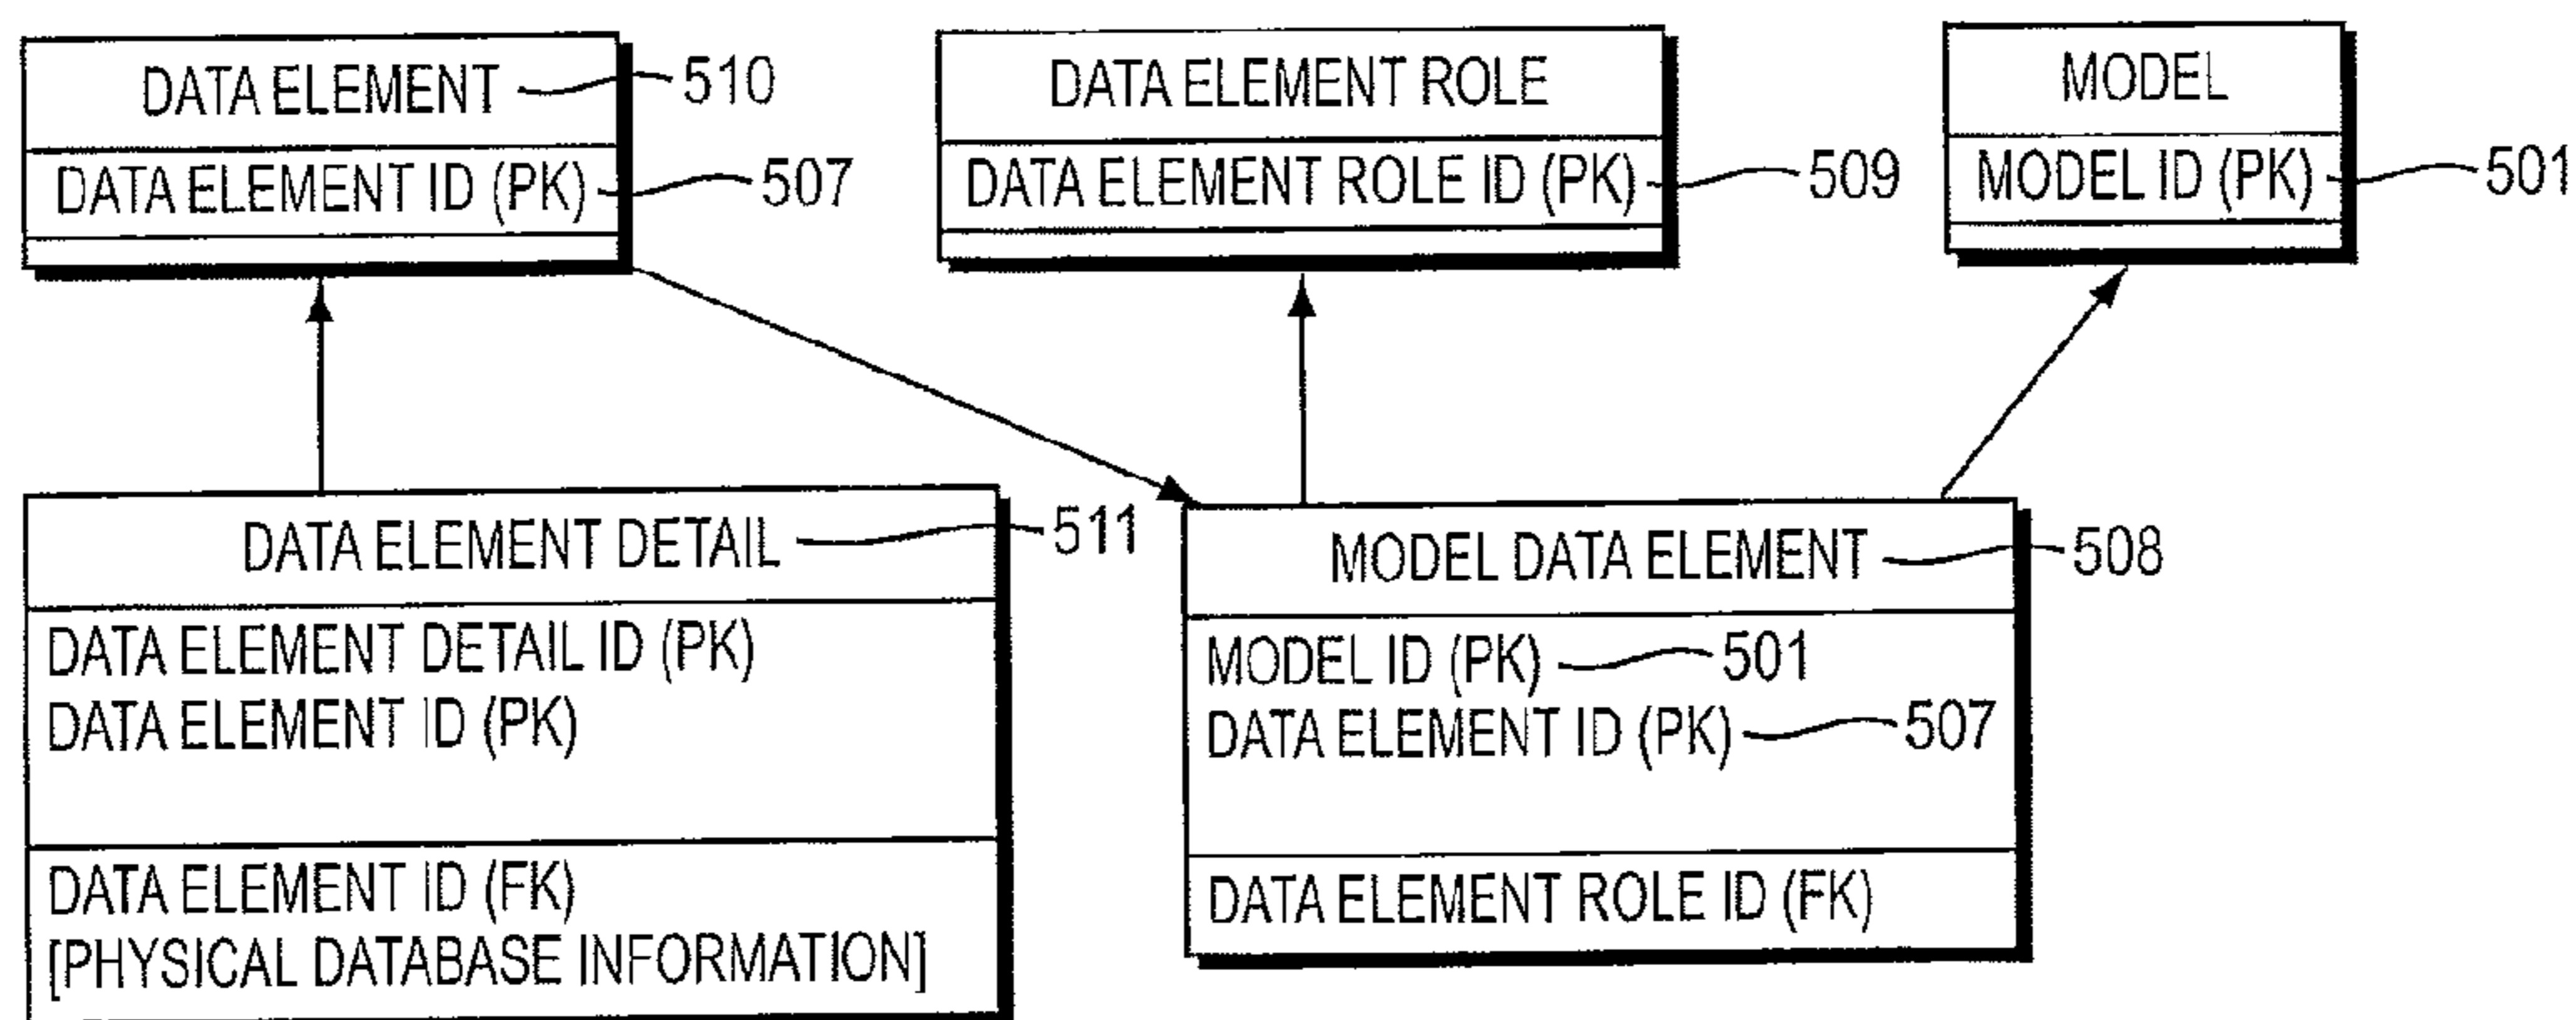 DATA ELEMENT 510
DATA ELEMENT ID (PK) 507
DATA ELEMENT ROLE
DATA ELEMENT ROLE ID (PK) 509
MODEL
MODEL ID (PK) 501
DATA ELEMENT DETAIL 511
DATA ELEMENT DETAIL ID (PK)
DATA ELEMENT ID (PK)
DATA ELEMENT ID (FK)
[PHYSICAL DATABASE INFORMATION]
MODEL DATA ELEMENT 508
MODEL ID (PK) 501
DATA ELEMENT ID (PK) 507
DATA ELEMENT ROLE ID (FK)